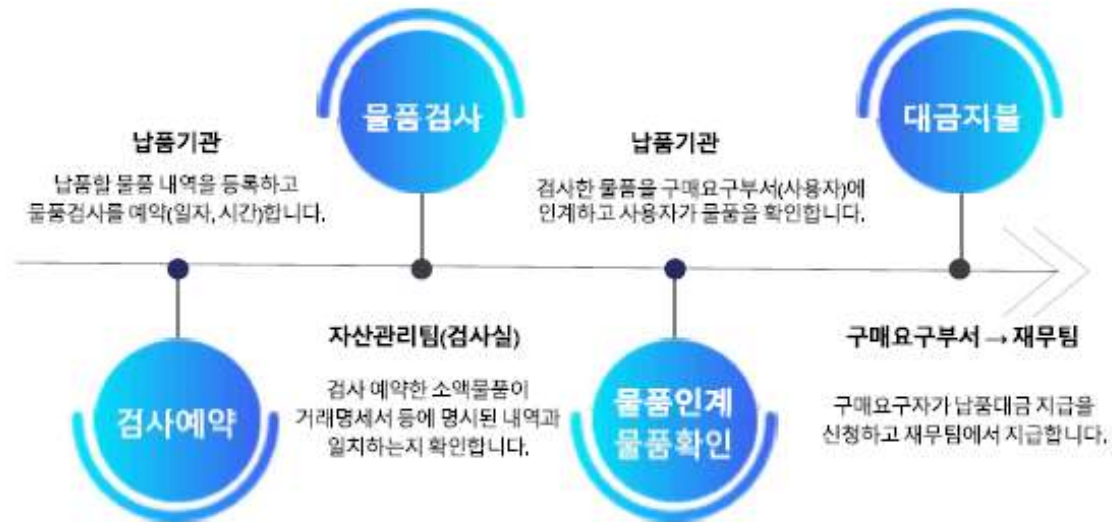 납품기관
납품할 물품 내역을 등록하고
물품검사를 예약(일자, 시간)합니다.
검사예약
물품검사
자산관리팀(검사실)
검사 예약한 소액물품이
거래명세서 등에 명시된 내역과
일치하는지 확인합니다.
납품기관
검사한 물품을 구매요구부서(사용자)에
인계하고 사용자가 물품을 확인합니다.
물품인계
물품확인
대금지불
구매요구부서 → 재무팀
구매요구자가 납품대금 지급을
신청하고 재무팀에서 지급합니다.